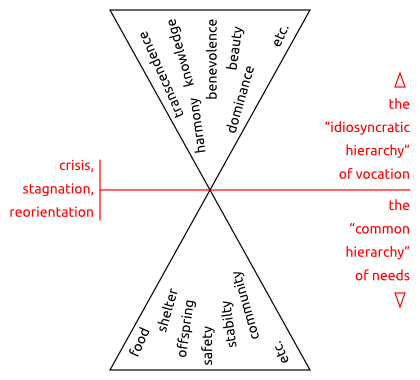 transcendence
knowledge
harmony
benevolence
beauty
dominance
etc.
crisis,
stagnation,
reorientation
the
“idiosyncratic
hierarchy”
of vocation
the
“common
hierarchy”
of needs
food
shelter
offspring
safety
stabilty
community
etc.